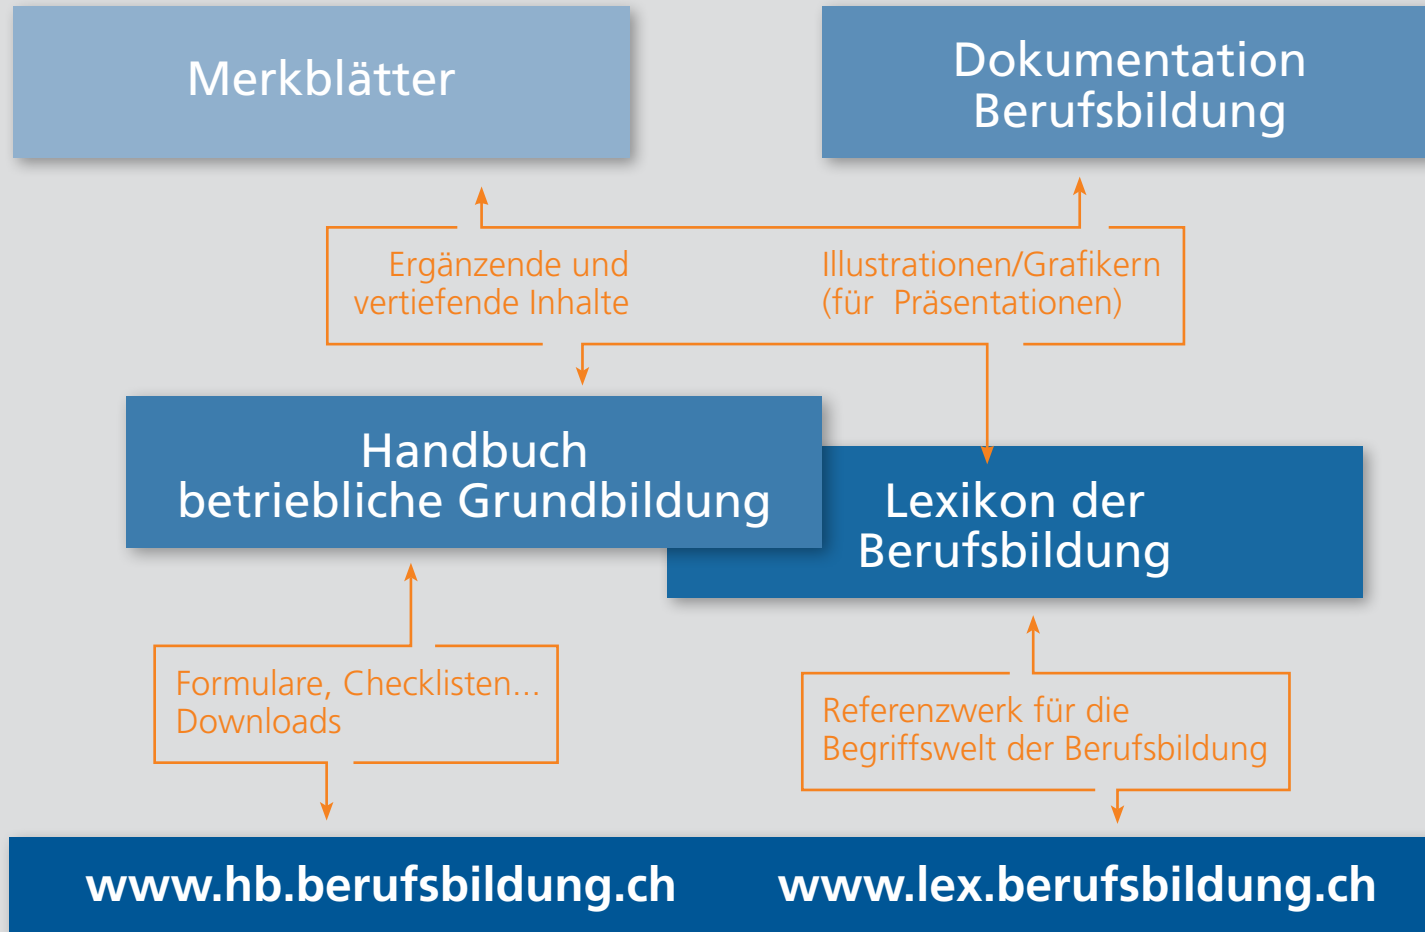 Merkblätter
Dokumentation
Berufsbildung
Ergänzende und
vertiefende Inhalte
Illustrationen/Grafikern
(für Präsentationen)
Handbuch
betriebliche Grundbildung
Lexikon der
Berufsbildung
Formulare, Checklisten...
Downloads
Referenzwerk für die
Begriffswelt der Berufsbildung
www.hb.berufsbildung.ch
www.lex.berufsbildung.ch